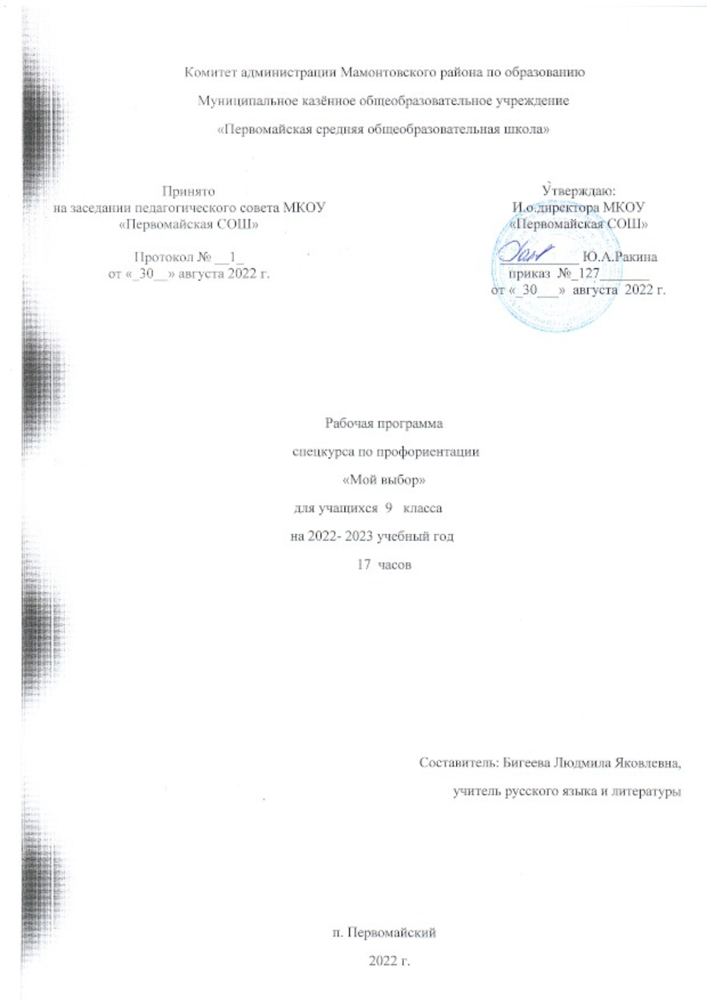 Комитет администрации Мамонтовского района по образованию
Муниципальное казённое общеобразовательное учреждение
«Первомайская средняя общеобразовательная школа»
Принято
на заседании педагогического совета МКОУ
«Первомайская СОШ»
Протокол № __1_
от «_30__» августа 2022 г.
Утверждаю:
И.о.директора МКОУ
«Первомайская СОШ»
___________ Ю.А.Ракина
приказ №_127_______
от «_30___» августа 2022 г.
Рабочая программа
спецкурса по профориентации
«Мой выбор»
для учащихся 9 класса
на 2022- 2023 учебный год
17 часов
Составитель: Бигеева Людмила Яковлевна,
учитель русского языка и литературы
п. Первомайский
2022 г.